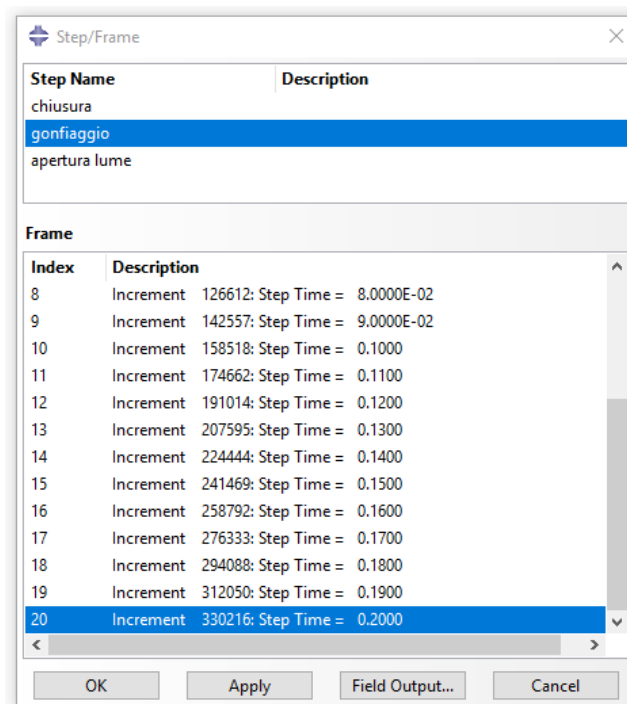 Step/Frame
Step Name Description
chiusura
gonfiaggio
apertura lume
Frame
Index Description
8 Increment 126612: Step Time = 8.0000E-02
9 Increment 142557: Step Time = 9.0000E-02
10 Increment 158518: Step Time = 0.1000
11 Increment 174662: Step Time = 0.1100
12 Increment 191014: Step Time = 0.1200
13 Increment 207595: Step Time = 0.1300
14 Increment 224444: Step Time = 0.1400
15 Increment 241469: Step Time = 0.1500
16 Increment 258792: Step Time = 0.1600
17 Increment 276333: Step Time = 0.1700
18 Increment 294088: Step Time = 0.1800
19 Increment 312050: Step Time = 0.1900
20 Increment 330216: Step Time = 0.2000
OK Apply Field Output... Cancel